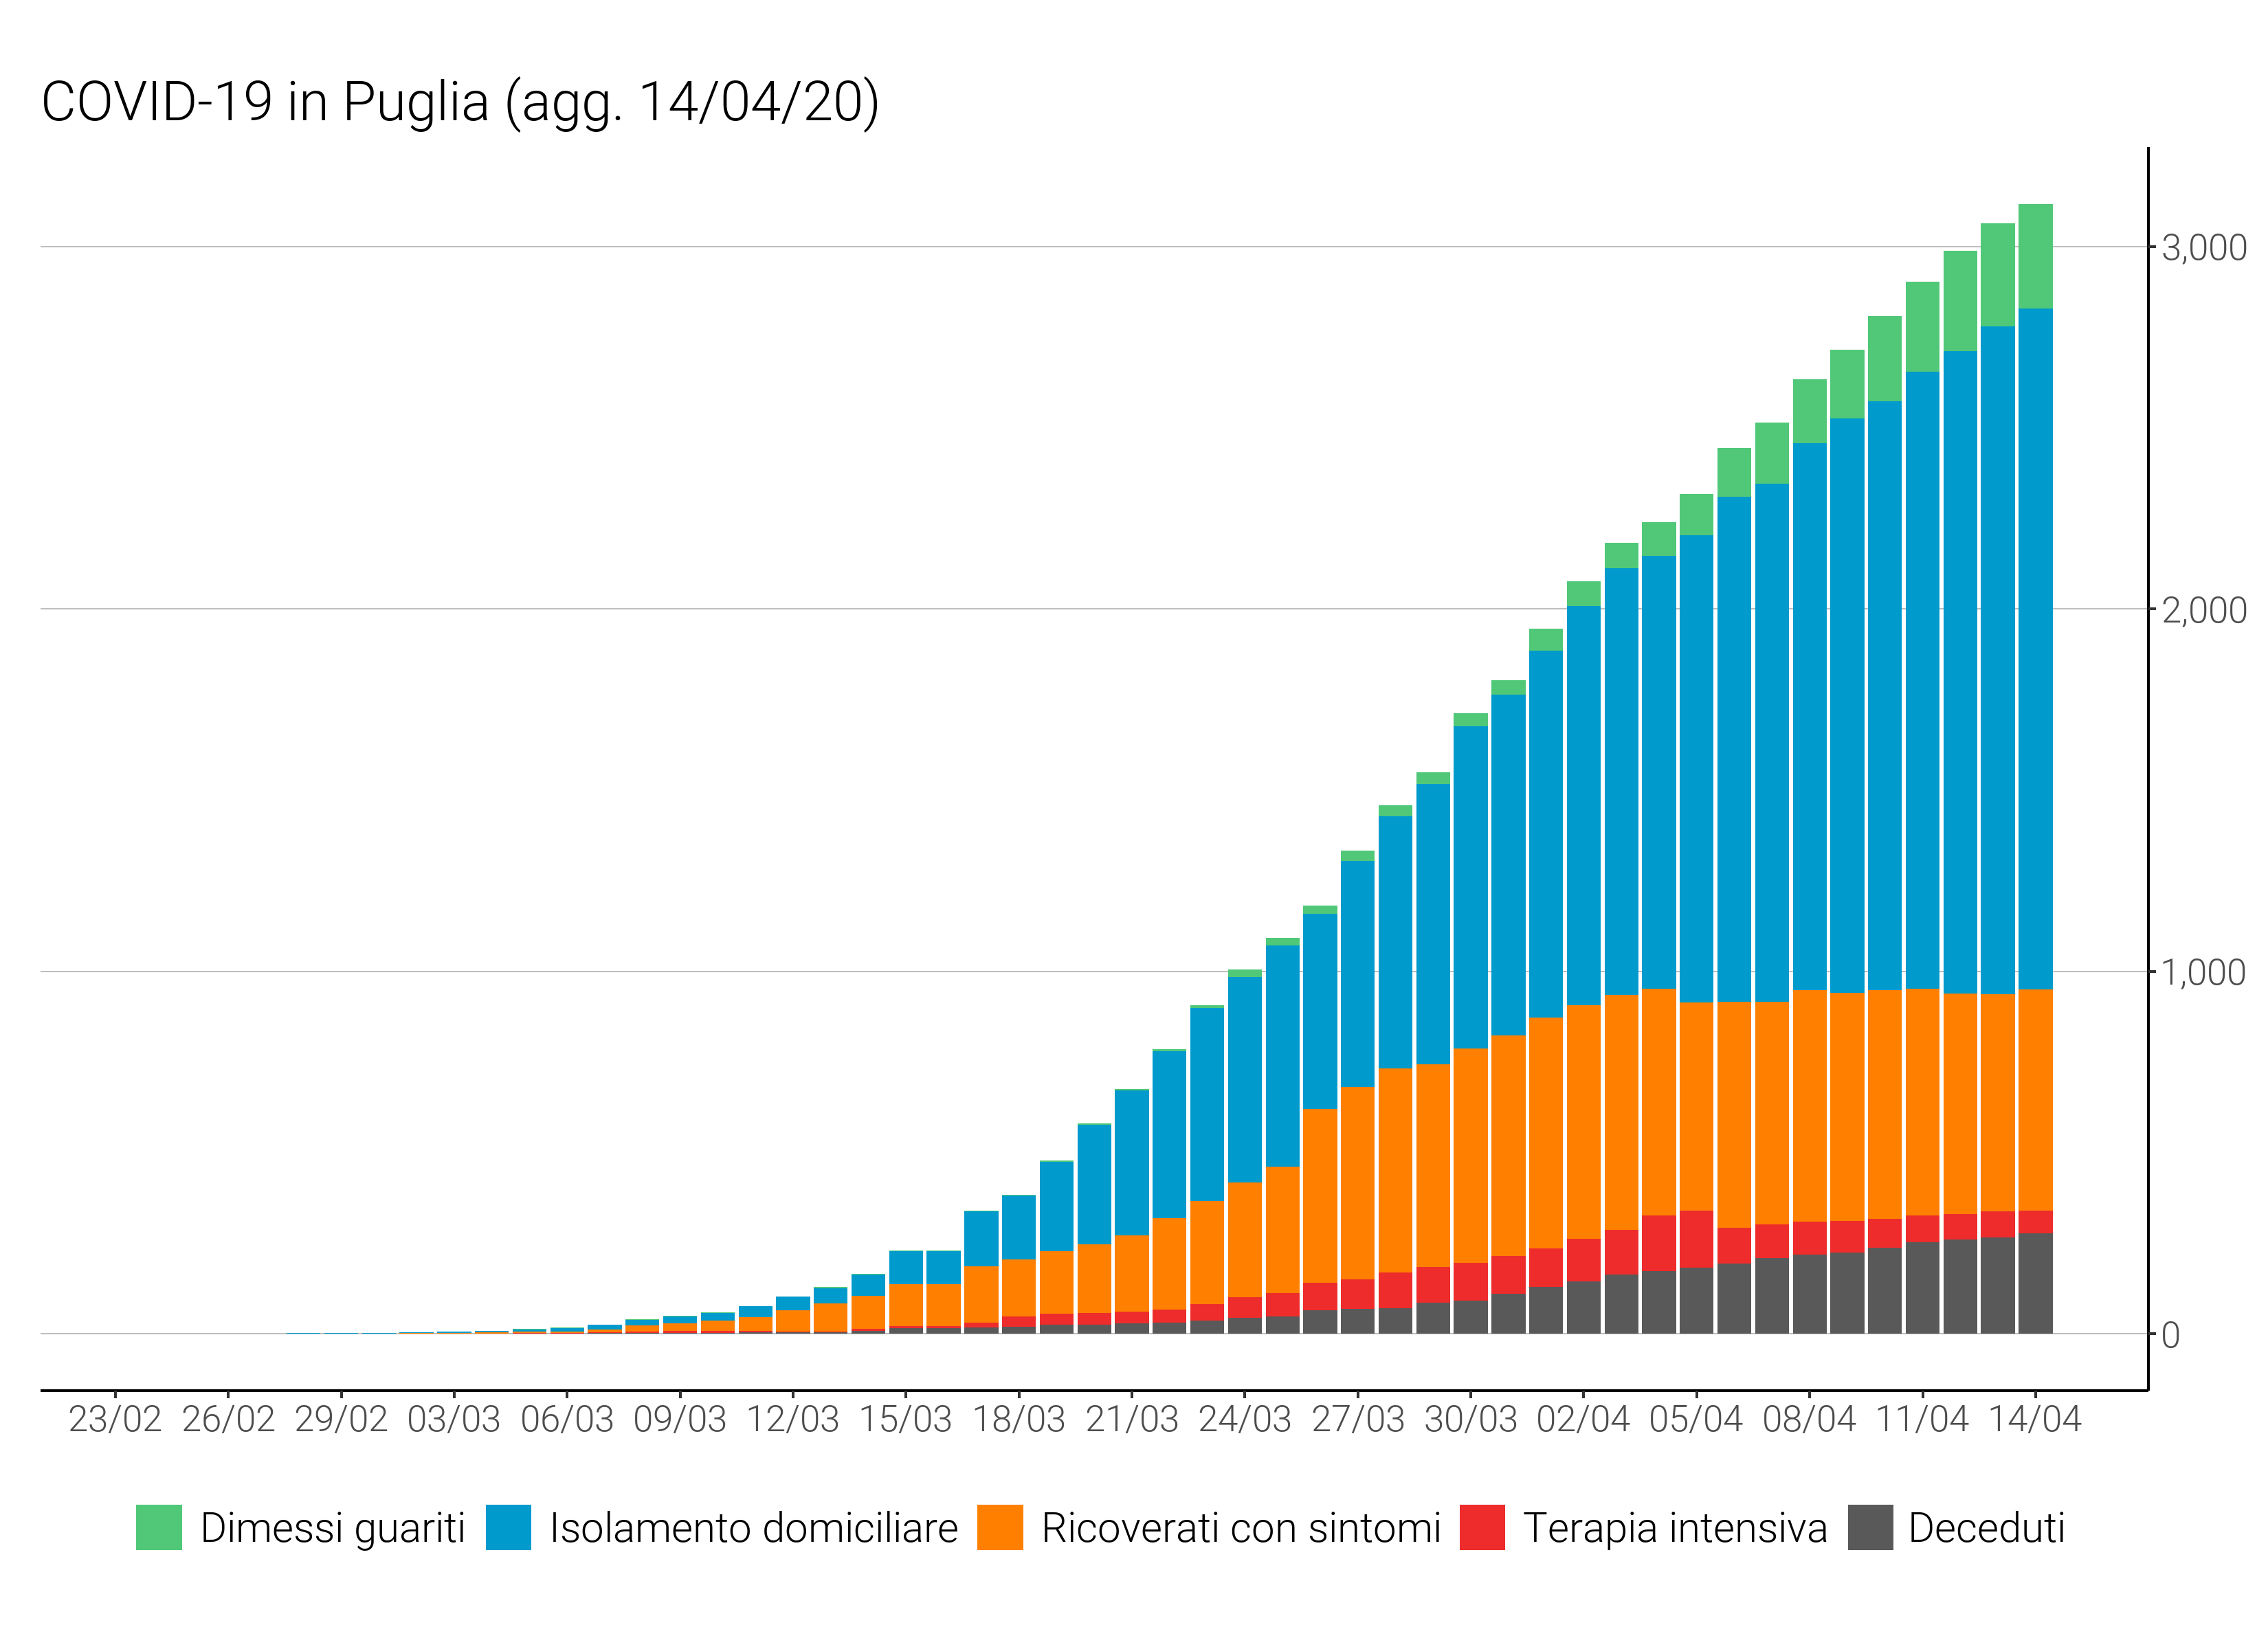 COVID-19 in Puglia (agg. 14/04/20)
3,000
2,000
1,000
0
23/02 26/02 29/02 03/03 06/03 09/03 12/03 15/03 18/03 21/03 24/03 27/03 30/03 02/04 05/04 08/04 11/04 14/04
Dimessi guariti Isolamento domiciliare Ricoverati con sintomi Terapia intensiva Deceduti